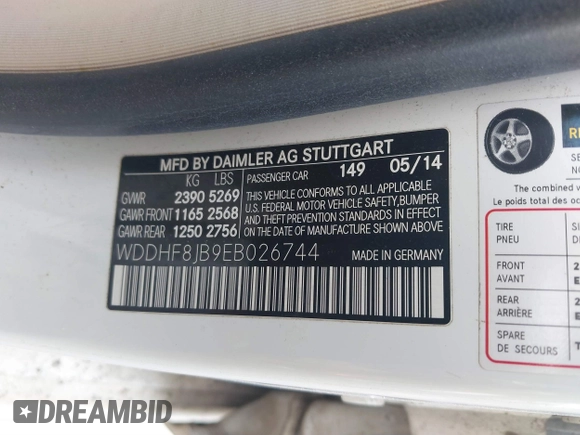 MFD BY DAIMLER AG STUTTGART
KG LBS PASSENGER CAR 149 05/14
GVWR 2390 5269
GAWR FRONT 1165 2568
GAWR REAR 1250 2756
THIS VEHICLE CONFORMS TO ALL APPLICABLE
U.S. FEDERAL MOTOR VEHICLE SAFETY, BUMPER
AND THEFT PREVENTION STANDARDS IN EFFECT
ON THE DATE OF MANUFACTURE SHOWN ABOVE.
WDDHF8JB9EB026744 MADE IN GERMANY
The combined
Le poids total des oc
TIRE
PNEU
FRONT
AVANT
REAR
ARRIÈRE
SPARE
DE SECOURS
DREAMBID